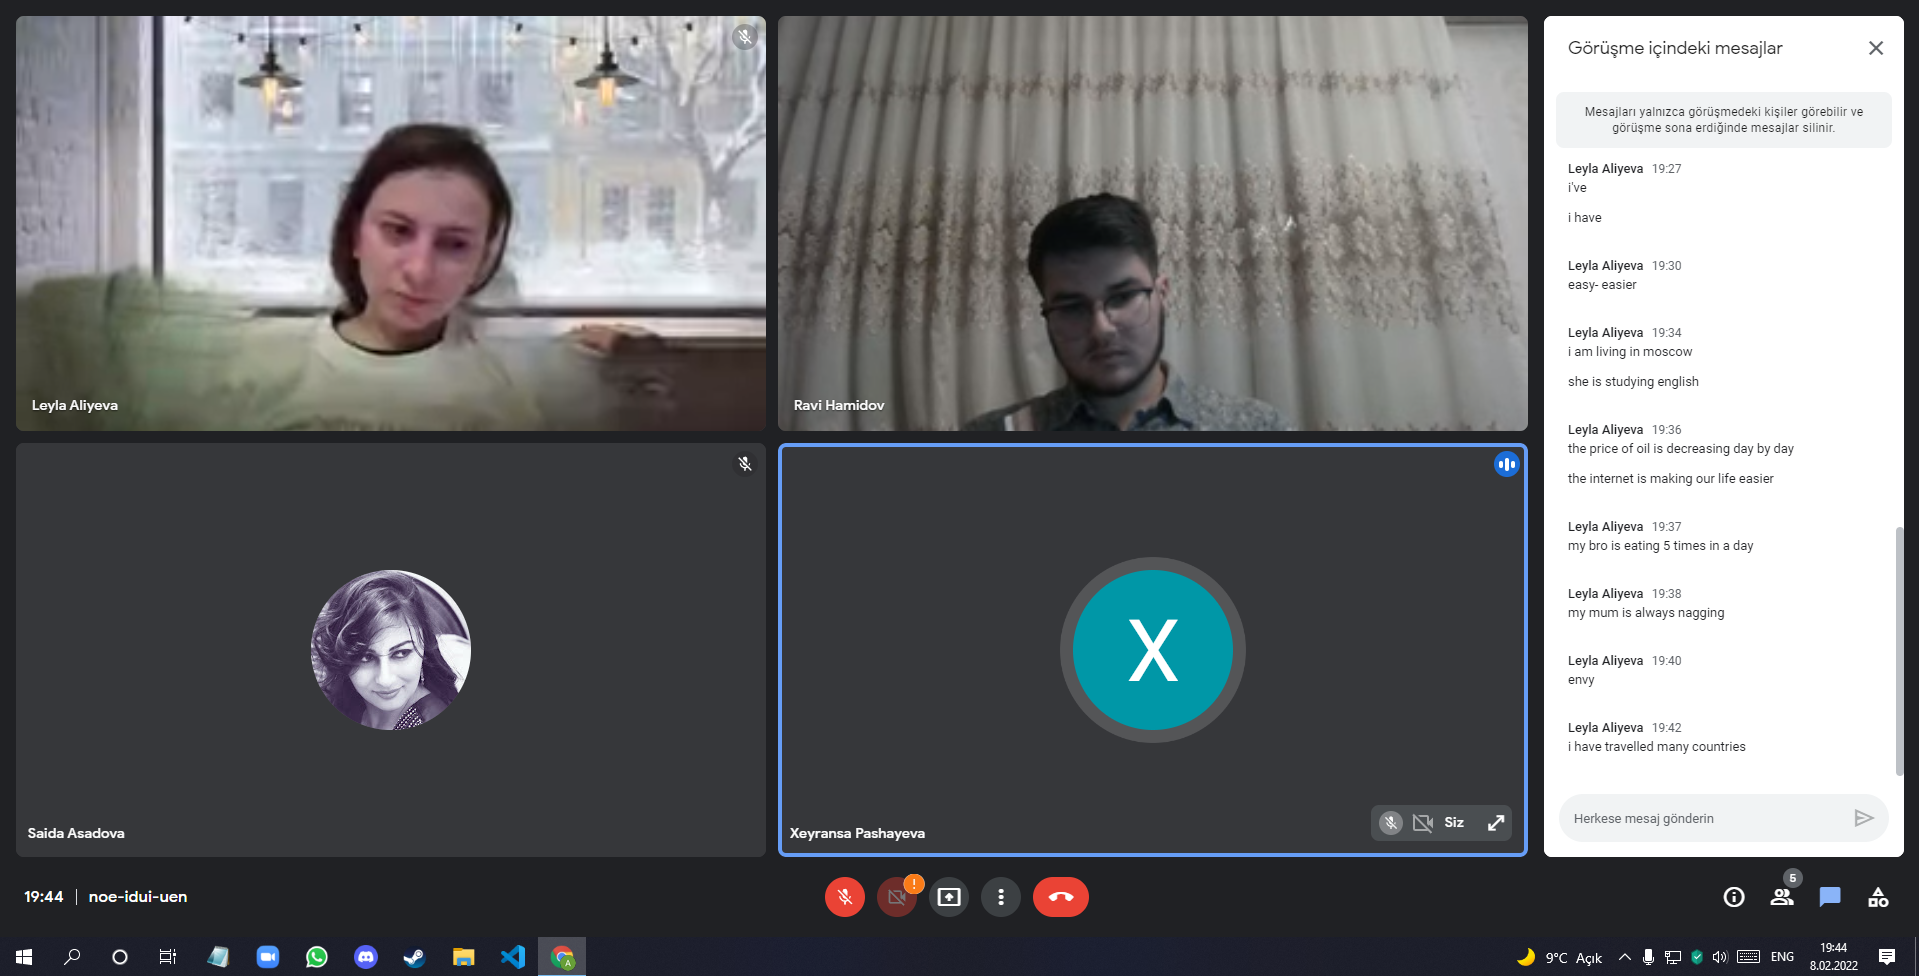 Leyla Aliyeva
Ravi Hamidov
Saida Asadova
X
Xeyransa Pashayeva
Siz
Görüşme içindeki mesajlar
Mesajları yalnızca görüşmedeki kişiler görebilir ve
görüşme sona erdiğinde mesajlar silinir.
Leyla Aliyeva 19:27
i've
i have
Leyla Aliyeva 19:30
easy- easier
Leyla Aliyeva 19:34
i am living in moscow
she is studying english
Leyla Aliyeva 19:36
the price of oil is decreasing day by day
the internet is making our life easier
Leyla Aliyeva 19:37
my bro is eating 5 times in a day
Leyla Aliyeva 19:38
my mum is always nagging
Leyla Aliyeva 19:40
envy
Leyla Aliyeva 19:42
i have travelled many countries
Herkese mesaj gönderin
19:44 | noe-idui-uen
!
5
A
9°C Açık
ENG
19:44
8.02.2022